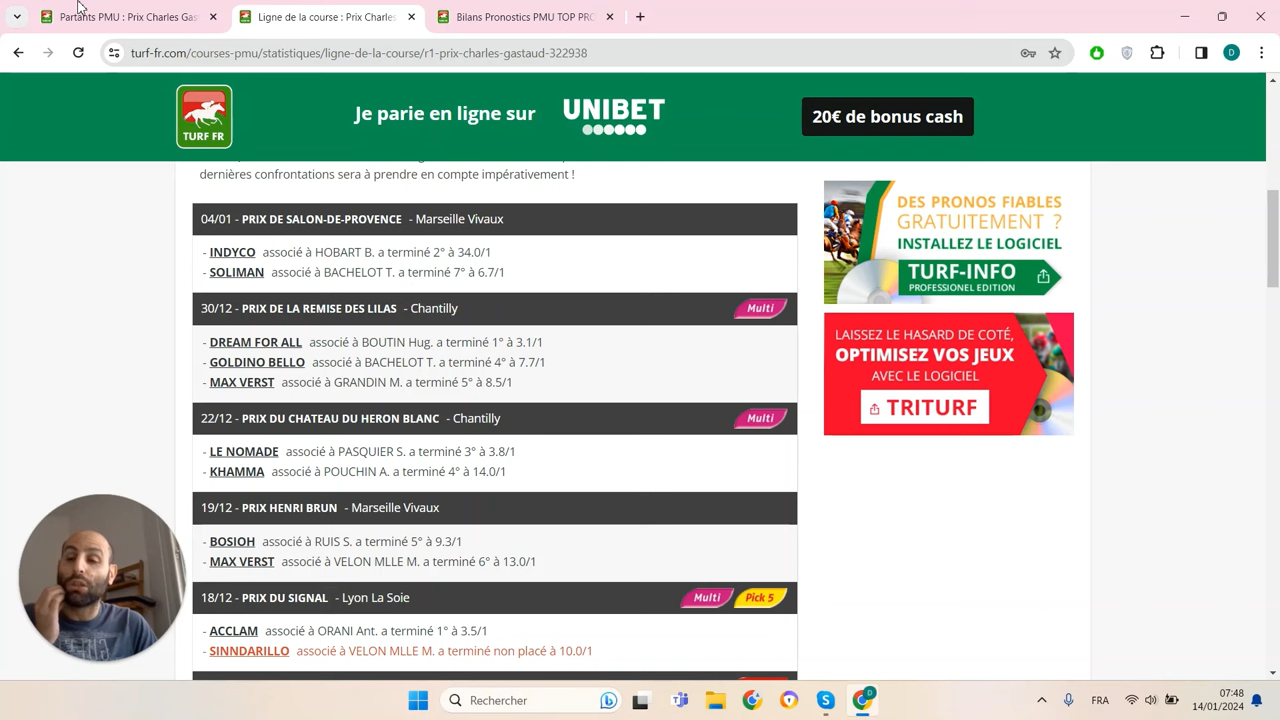 Partants PMU : Prix Charles Gas
Ligne de la course : Prix Charles
Bilans Pronostics PMU TOP PRO
turf-fr.com/courses-pmu/statistiques/ligne-de-la-course/r1-prix-charles-gastaud-322938
D
TURF FR
Je parie en ligne sur
UNIBET
20€ de bonus cash
dernières confrontations sera à prendre en compte impérativement !
04/01 - PRIX DE SALON-DE-PROVENCE - Marseille Vivaux
- INDYCO associé à HOBART B. a terminé 2° à 34.0/1
- SOLIMAN associé à BACHELOT T. a terminé 7° à 6.7/1
30/12 - PRIX DE LA REMISE DES LILAS - Chantilly
Multi
- DREAM FOR ALL associé à BOUTIN Hug. a terminé 1° à 3.1/1
- GOLDINO BELLO associé à BACHELOT T. a terminé 4° à 7.7/1
- MAX VERST associé à GRANDIN M. a terminé 5° à 8.5/1
22/12 - PRIX DU CHATEAU DU HERON BLANC - Chantilly
Multi
- LE NOMADE associé à PASQUIER S. a terminé 3° à 3.8/1
- KHAMMA associé à POUCHIN A. a terminé 4° à 14.0/1
19/12 - PRIX HENRI BRUN - Marseille Vivaux
- BOSIOH associé à RUIS S. a terminé 5° à 9.3/1
- MAX VERST associé à VELON MLLE M. a terminé 6° à 13.0/1
18/12 - PRIX DU SIGNAL - Lyon La Soie
Multi Pick 5
- ACCLAM associé à ORANI Ant. a terminé 1° à 3.5/1
- SINNDARILLO associé à VELON MLLE M. a terminé non placé à 10.0/1
DES PRONOS FIABLES
GRATUITEMENT ?
INSTALLEZ LE LOGICIEL
TURF-INFO
PROFESIONEL EDITION
LAISSEZ LE HASARD DE COTÉ,
OPTIMISEZ VOS JEUX
AVEC LE LOGICIEL
TRITURF
Rechercher
D
FRA
07:48
14/01/2024